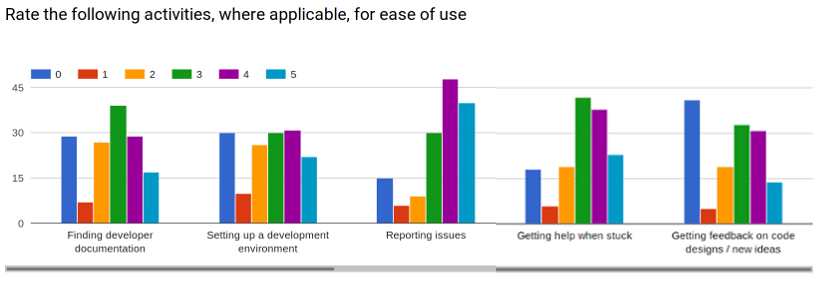 Rate the following activities, where applicable, for ease of use
0 1 2 3 4 5
45
30
15
0
Finding developer
documentation
Setting up a development
environment
Reporting issues
Getting help when stuck
Getting feedback on code
designs / new ideas